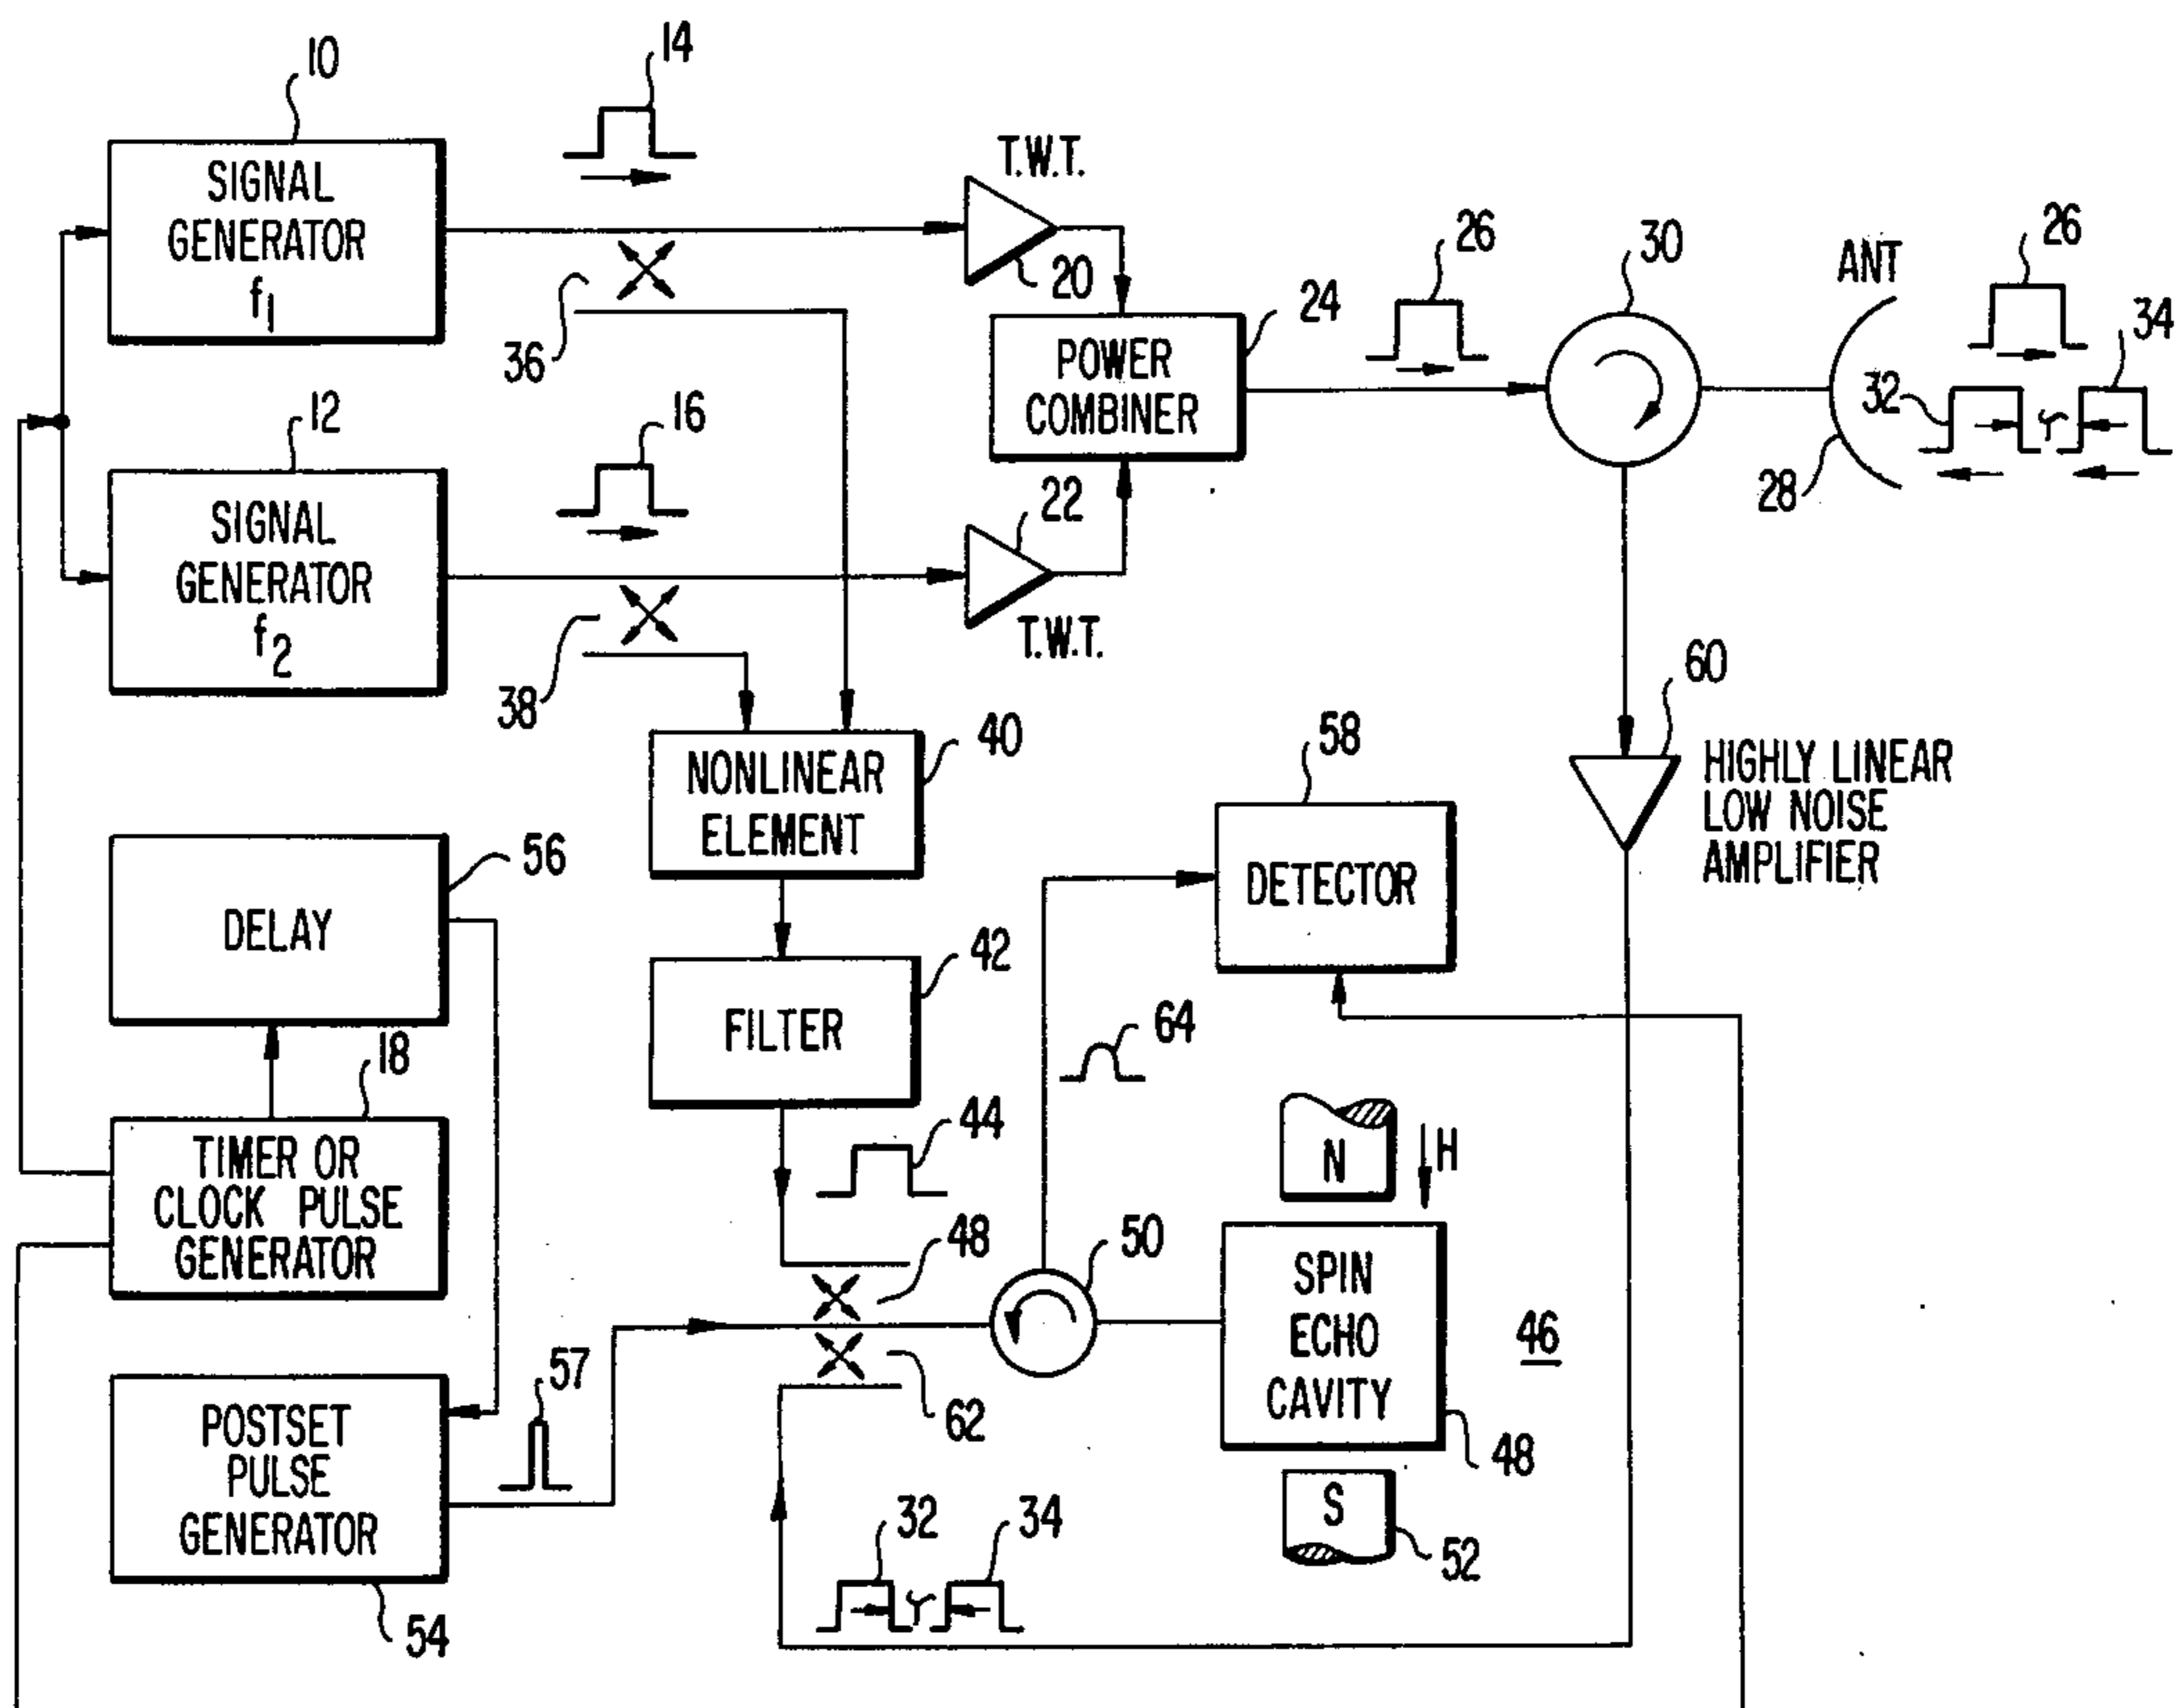 10
14
SIGNAL
GENERATOR
f1
36
T.W.T.
20
26
30
ANT
26
34
32
28
POWER
COMBINER
24
12
SIGNAL
GENERATOR
f2
16
38
22
T.W.T.
NONLINEAR
ELEMENT
40
60
HIGHLY LINEAR
LOW NOISE
AMPLIFIER
58
DETECTOR
DELAY
56
FILTER
42
64
18
TIMER OR
CLOCK PULSE
GENERATOR
44
N
H
48
50
SPIN
ECHO
CAVITY
46
48
POSTSET
PULSE
GENERATOR
57
62
S
52
54
32
34